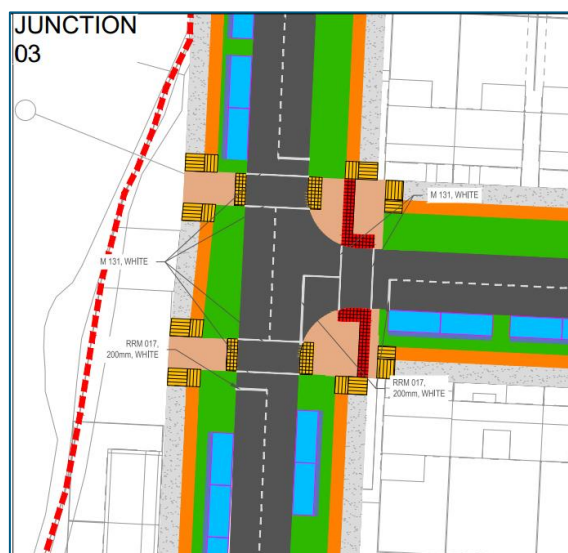 JUNCTION
03
M 131, WHITE
M 131, WHITE
RRM 017,
200mm, WHITE
RRM 017,
200mm, WHITE